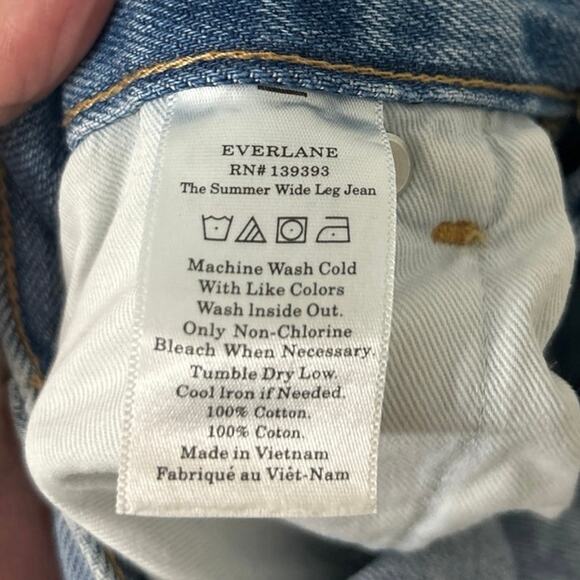 EVERLANE
RN# 139393
The Summer Wide Leg Jean
Machine Wash Cold
With Like Colors
Wash Inside Out.
Only Non-Chlorine
Bleach When Necessary.
Tumble Dry Low.
Cool Iron if Needed.
100% Cotton.
100% Coton.
Made in Vietnam
Fabriqué au Viêt-Nam